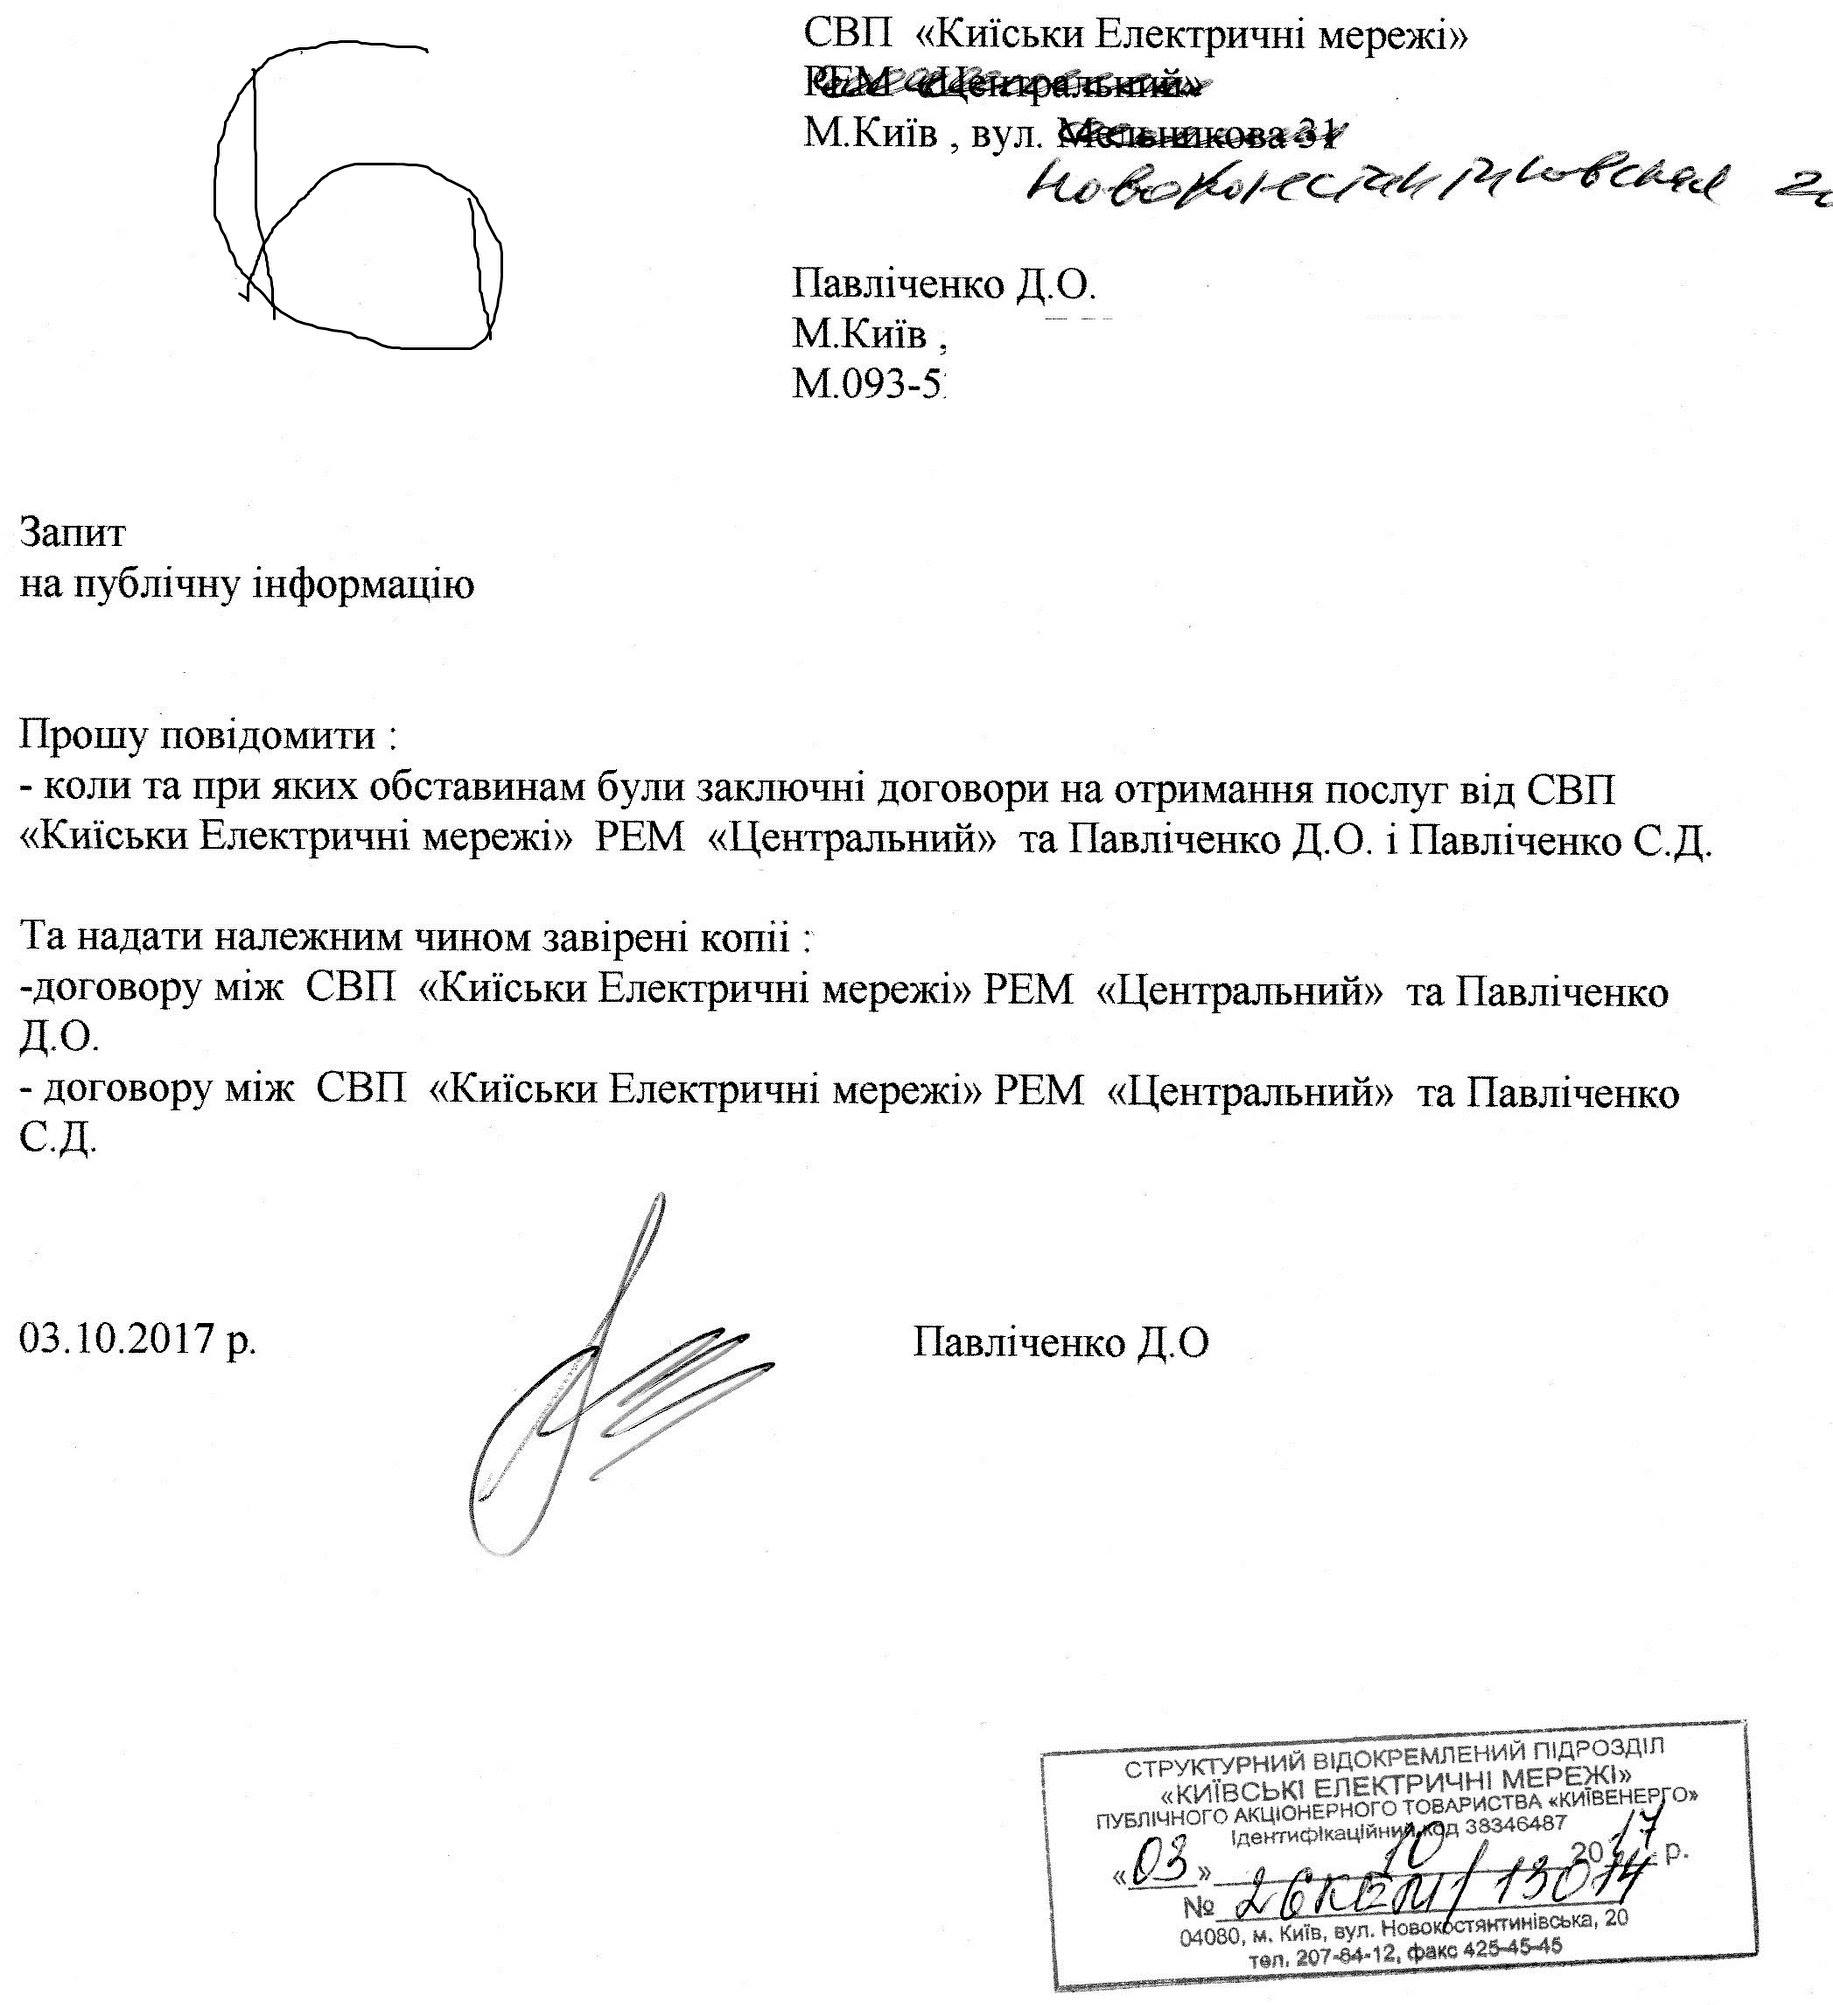 СВП «Киїськи Електричні мережі»
РЕМ «Центральний»
М.Київ , вул. Мельникова 31
Новоконстянтиновская 20
б
Павліченко Д.О.
М.Київ ,
М.093-5
Запит
на публічну інформацію
Прошу повідомити :
- коли та при яких обставинам були заключні договори на отримання послуг від СВП
«Киїськи Електричні мережі» РЕМ «Центральний» та Павліченко Д.О. і Павліченко С.Д.
Та надати належним чином завірені копіі :
-договору між СВП «Киїськи Електричні мережі» РЕМ «Центральний» та Павліченко
Д.О.
- договору між СВП «Киїськи Електричні мережі» РЕМ «Центральний» та Павліченко
С.Д.
03.10.2017 р. Павліченко Д.О
СТРУКТУРНИЙ ВІДОКРЕМЛЕНИЙ ПІДРОЗДІЛ
«КИЇВСЬКІ ЕЛЕКТРИЧНІ МЕРЕЖІ»
ПУБЛІЧНОГО АКЦІОНЕРНОГО ТОВАРИСТВА «КИЇВЕНЕРГО»
Ідентифікаційний код 38346487
«03» 10 2017 р.
№ 26КЕМ/13074
04080, м. Київ, вул. Новокостянтинівська, 20
тел. 207-84-12, факс 425-45-45